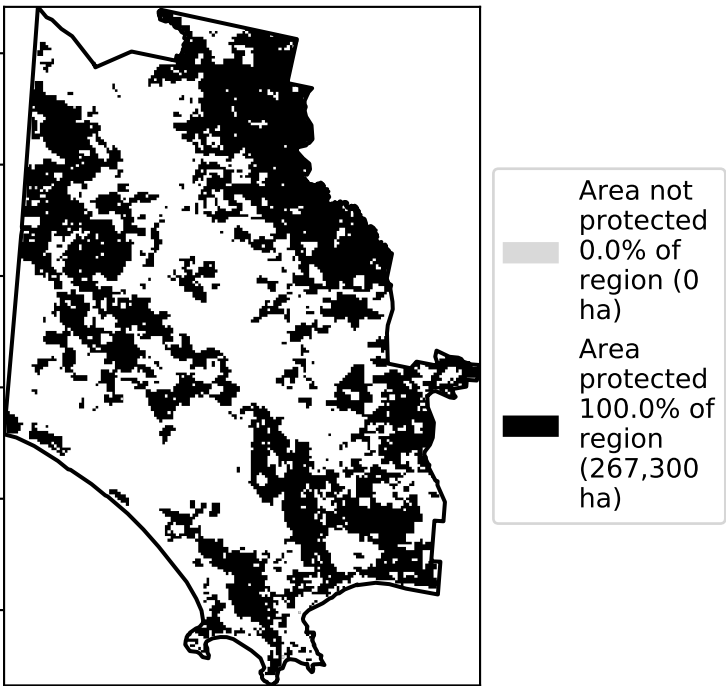 Area not
protected
0.0% of
region (0
ha)
Area
protected
100.0% of
region
(267,300
ha)